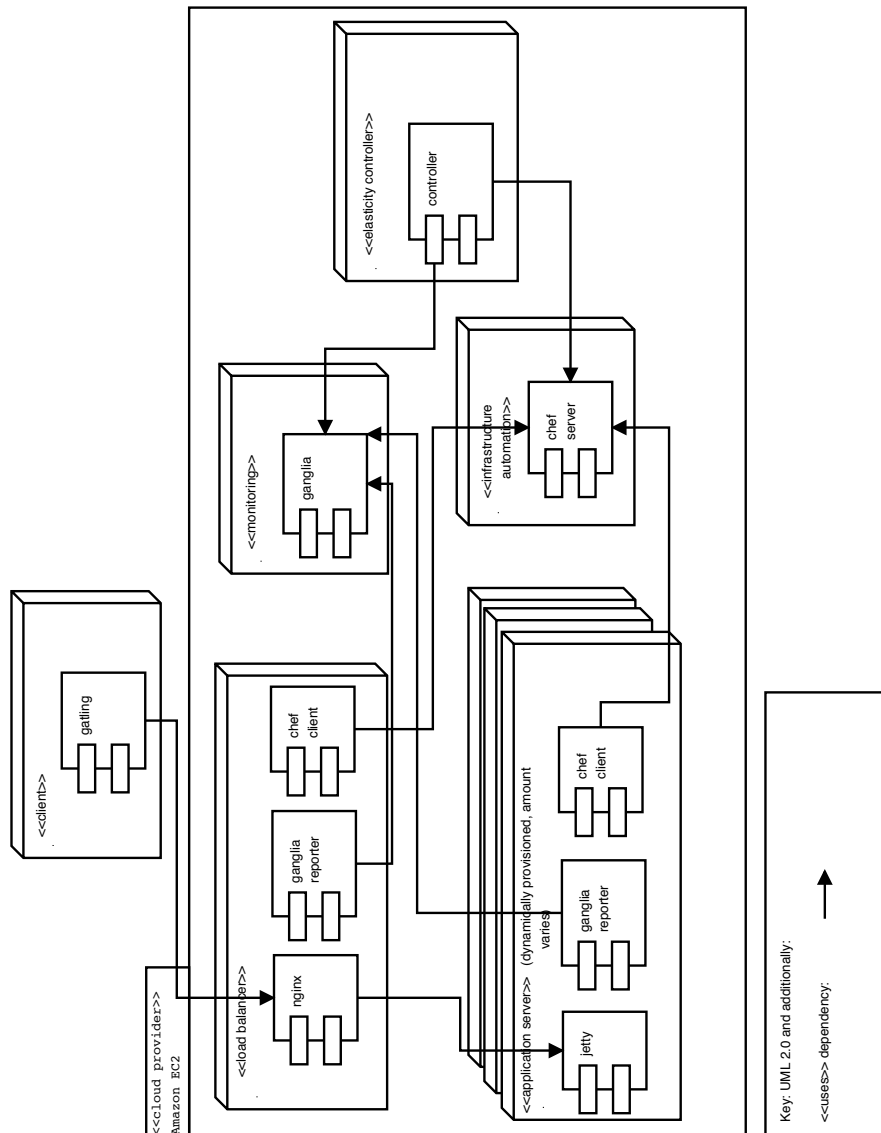 <<client>>
gatling
<<cloud provider>>
Amazon EC2
<<load balancer>>
nginx
ganglia
reporter
chef
client
<<monitoring>>
ganglia
<<elasticity controller>>
controller
<<infrastructure
automation>>
chef
server
<<application server>> (dynamically provisioned, amount
varies)
jetty
ganglia
reporter
chef
client
Key: UML 2.0 and additionally:
<<uses>> dependency: